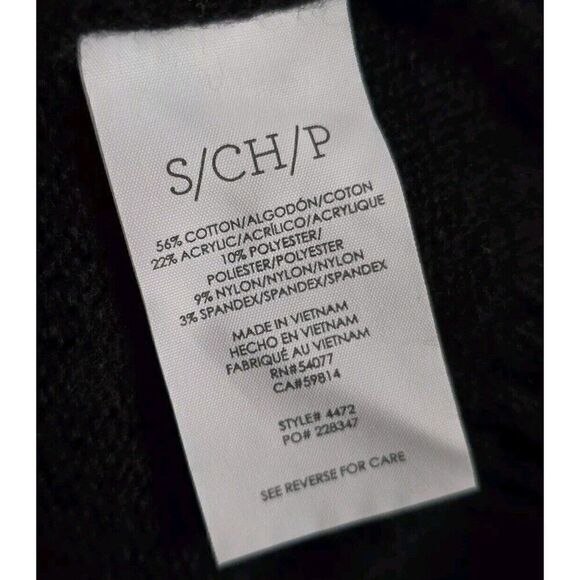 S/CH/P
56% COTTON/ALGODÓN/COTON
22% ACRYLIC/ACRÍLICO/ACRYLIQUE
10% POLYESTER/
POLIESTER/POLYESTER
9% NYLON/NYLON/NYLON
3% SPANDEX/SPANDEX/SPANDEX
MADE IN VIETNAM
HECHO EN VIETNAM
FABRIQUÉ AU VIETNAM
RN#54077
CA#59814
STYLE# 4472
PO# 228347
SEE REVERSE FOR CARE